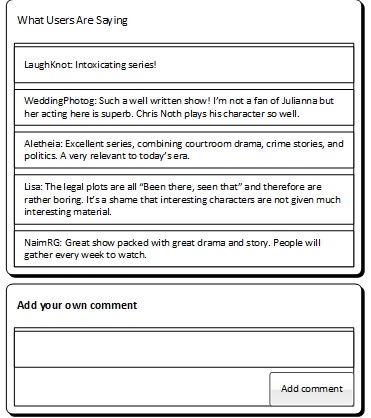 What Users Are Saying
LaughKnot: Intoxicating series!
WeddingPhotog: Such a well written show! I'm not a fan of Julianna but
her acting here is superb. Chris Noth plays his character so well.
Aletheia: Excellent series, combining courtroom drama, crime stories, and
politics. A very relevant to today's era.
Lisa: The legal plots are all “Been there, seen that” and therefore are
rather boring. It's a shame that interesting characters are not given much
interesting material.
NaimRG: Great show packed with great drama and story. People will
gather every week to watch.
Add your own comment
Add comment